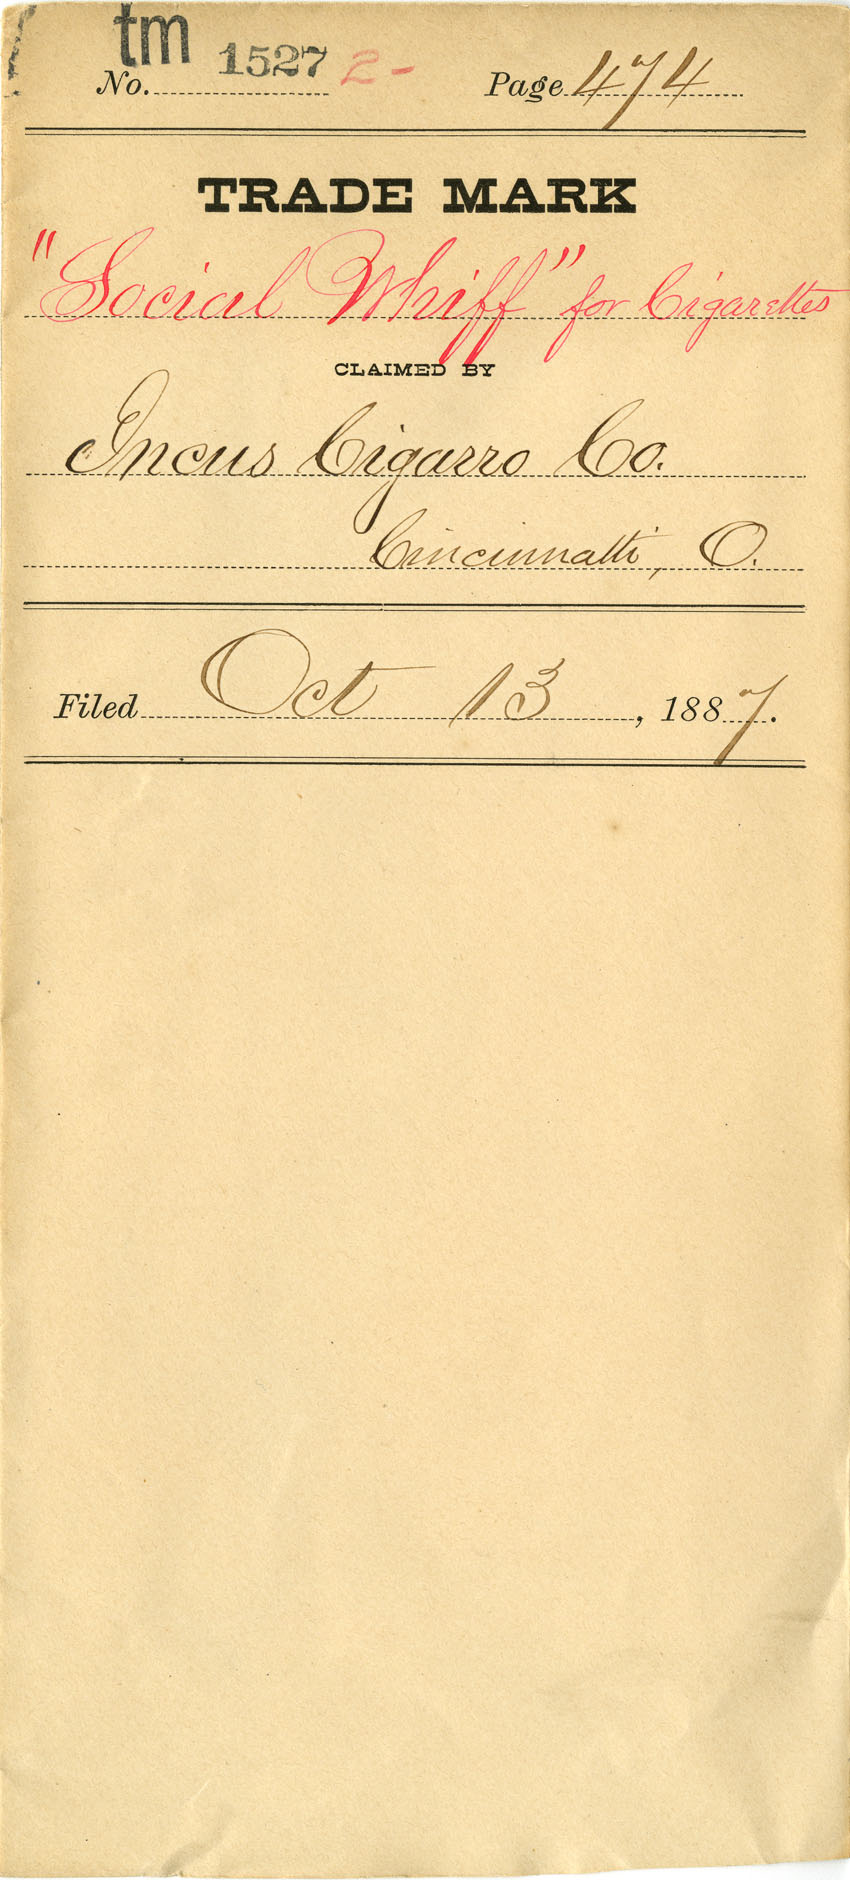 tm
No. 1527 2- Page 474
TRADE MARK
"Social Whiff" for Cigarettes
CLAIMED BY
Incus Cigarro Co.
Cincinnatti, O.
Filed Oct 13, 1887.